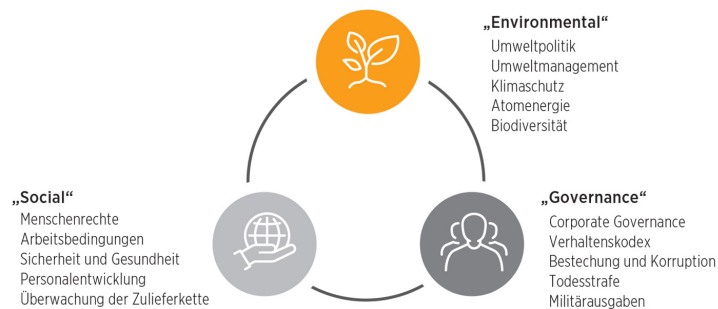 „Environmental“
Umweltpolitik
Umweltmanagement
Klimaschutz
Atomenergie
Biodiversität
„Social“
Menschenrechte
Arbeitsbedingungen
Sicherheit und Gesundheit
Personalentwicklung
Überwachung der Zulieferkette
„Governance“
Corporate Governance
Verhaltenskodex
Bestechung und Korruption
Todesstrafe
Militärausgaben